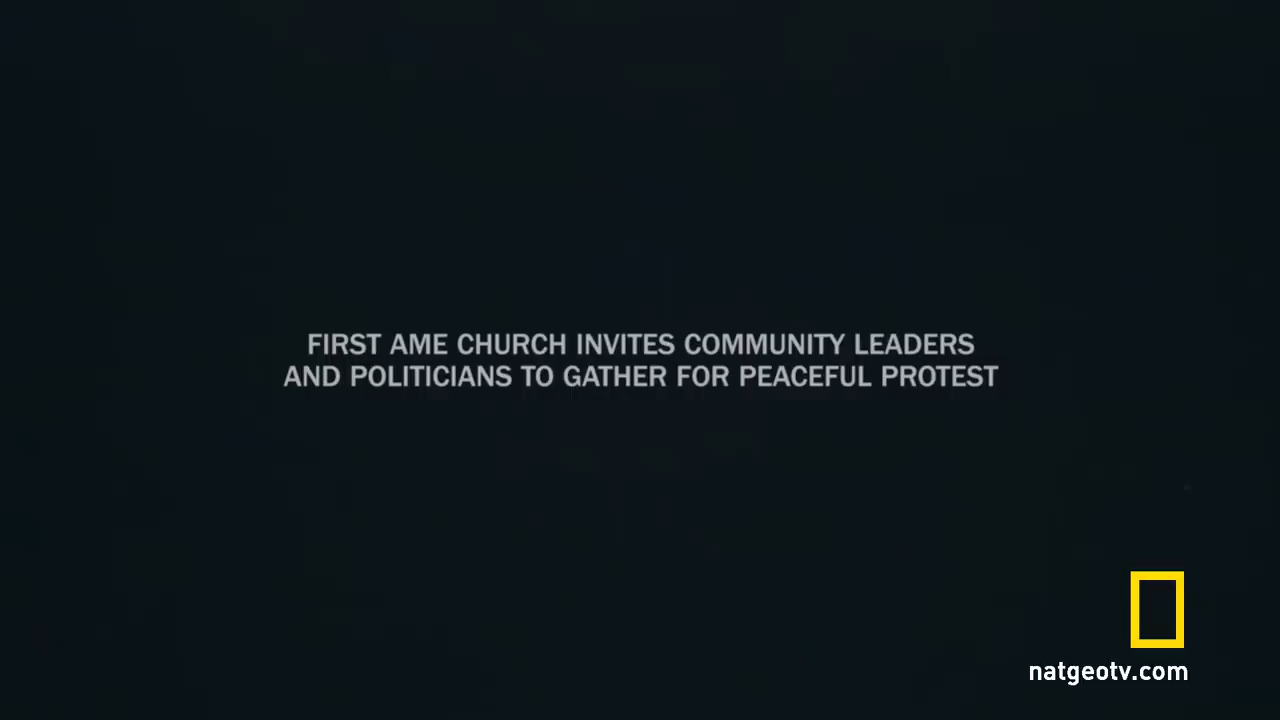 FIRST AME CHURCH INVITES COMMUNITY LEADERS
AND POLITICIANS TO GATHER FOR PEACEFUL PROTEST
natgeotv.com